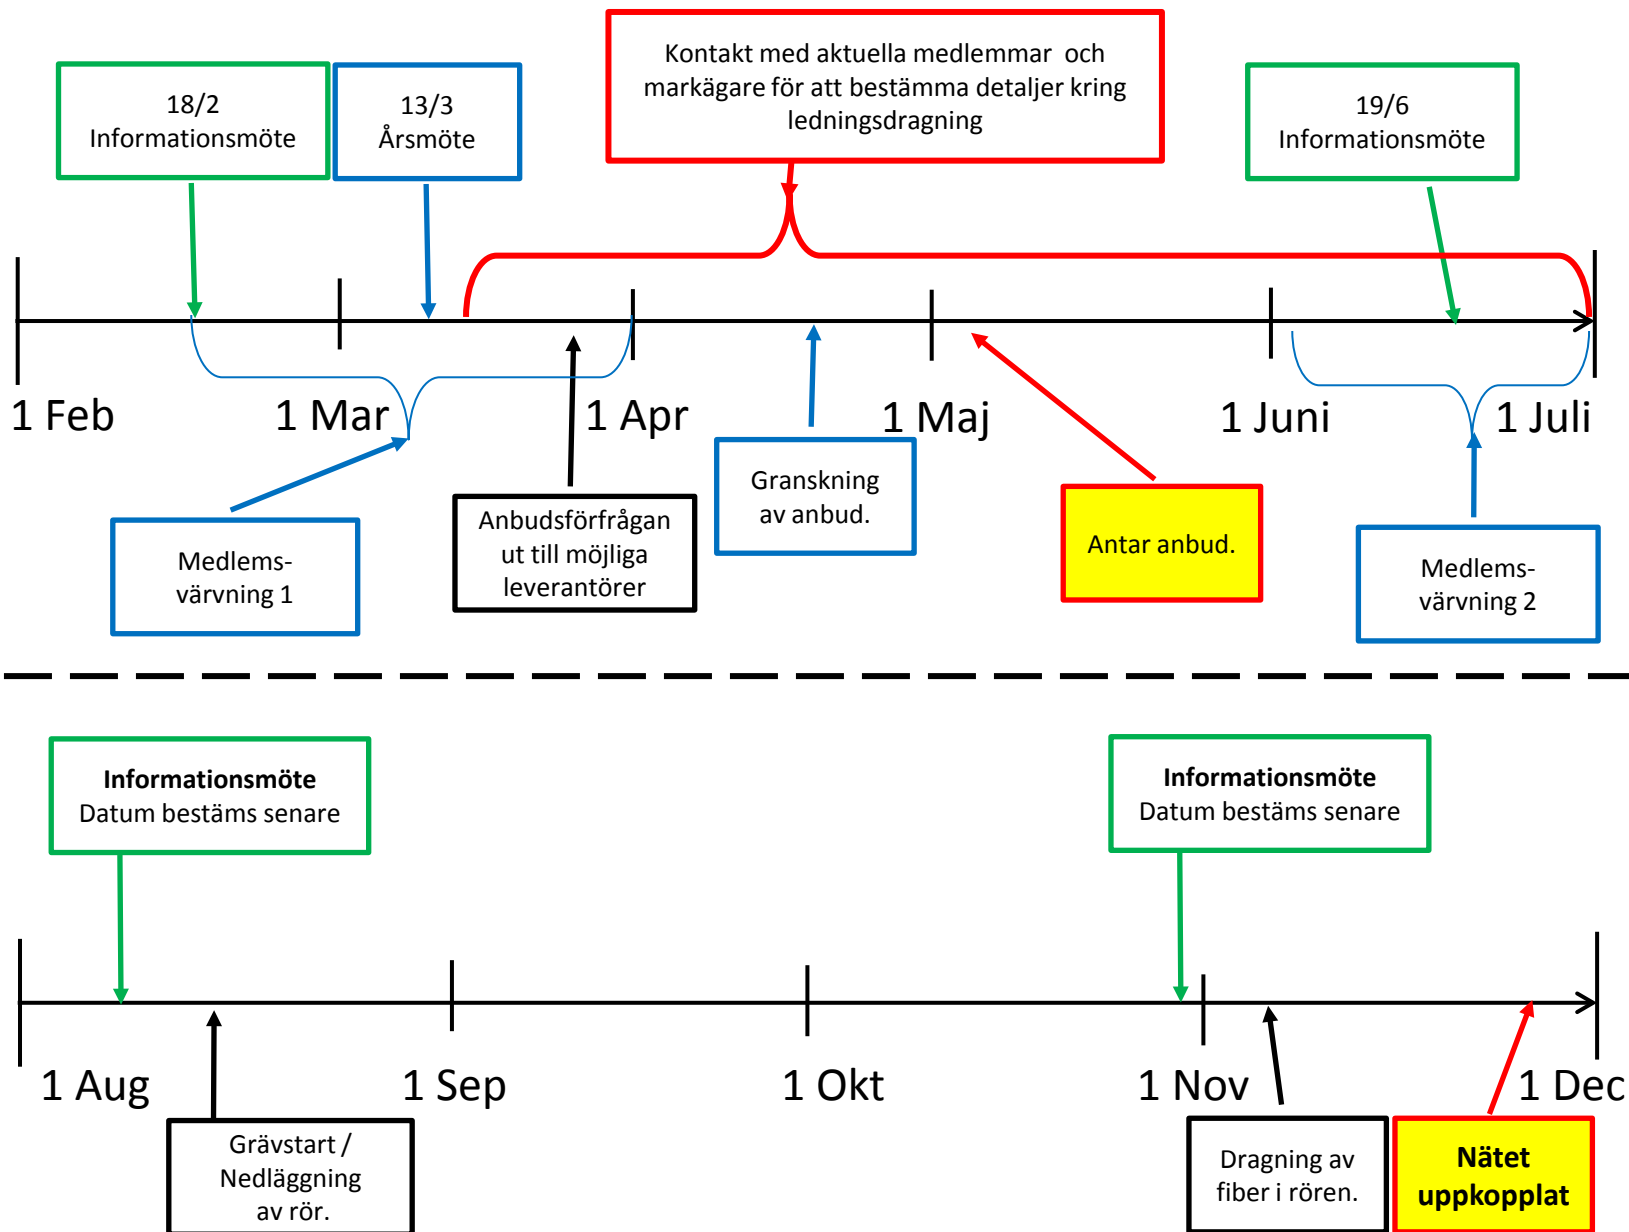 18/2
Informationsmöte
13/3
Årsmöte
Kontakt med aktuella medlemmar och
markägare för att bestämma detaljer kring
ledningsdragning
19/6
Informationsmöte
1 Feb
1 Mar
1 Apr
1 Maj
1 Juni
1 Juli
Medlems-
värvning 1
Anbudsförfrågan
ut till möjliga
leverantörer
Granskning
av anbud.
Antar anbud.
Medlems-
värvning 2
Informationsmöte
Datum bestäms senare
Informationsmöte
Datum bestäms senare
1 Aug
1 Sep
1 Okt
1 Nov
1 Dec
Grävstart /
Nedläggning
av rör.
Dragning av
fiber i rören.
Nätet
uppkopplat